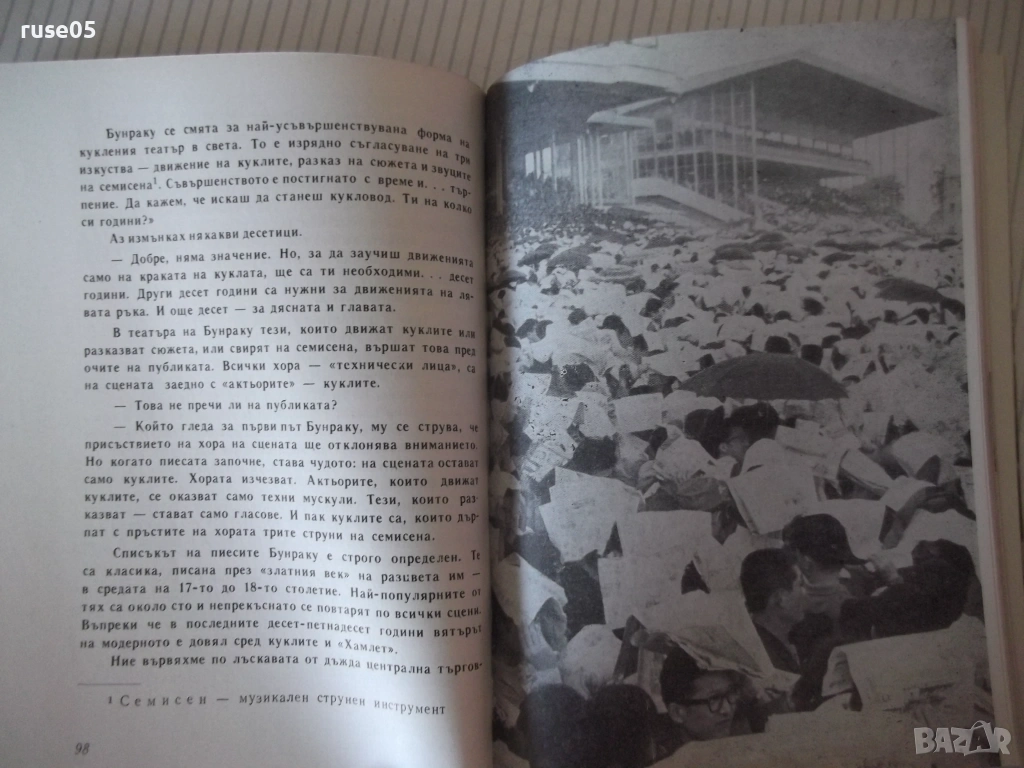 ruse05
Бунраку се смята за най-усъвършенствувана форма на
кукления театър в света. То е изрядно съгласуване на три
изкуства — движение на куклите, разказ на сюжета и звуците
на семисена¹. Съвършенството е постигнато с време и... тър-
пение. Да кажем, че искаш да станеш кукловод. Ти на колко
си години?»
Аз измънках някакви десетици.
— Добре, няма значение. Но, за да заучиш движенията
само на краката на куклата, ще са ти необходими... десет
години. Други десет години са нужни за движенията на ля-
вата ръка. И още десет — за дясната и главата.
В театъра на Бунраку тези, които движат куклите или
разказват сюжета, или свирят на семисена, вършат това пред
очите на публиката. Всички хора — «технически лица», са
на сцената заедно с «актьорите» — куклите.
— Това не пречи ли на публиката?
— Който гледа за първи път Бунраку, му се струва, че
присъствието на хора на сцената ще отклонява вниманието.
Но когато пиесата започне, става чудото: на сцената остават
само куклите. Хората изчезват. Актьорите, които движат
куклите, се оказват само техни мускули. Тези, които раз-
казват — стават само гласове. И пак куклите са, които дър-
пат с пръстите на хората трите струни на семисена.
Списъкът на пиесите Бунраку е строго определен. Те
са класика, писана през «златния век» на разцвета им —
в средата на 17-то до 18-то столетие. Най-популярните от
тях са около сто и непрекъснато се повтарят по всички сцени.
Въпреки че в последните десет-петнадесет години вятърът
на модерното е довял сред куклите и «Хамлет».
Ние вървяхме по лъскавата от дъжда централна търгов-
¹ Семисен — музикален струнен инструмент
98
BAZAR